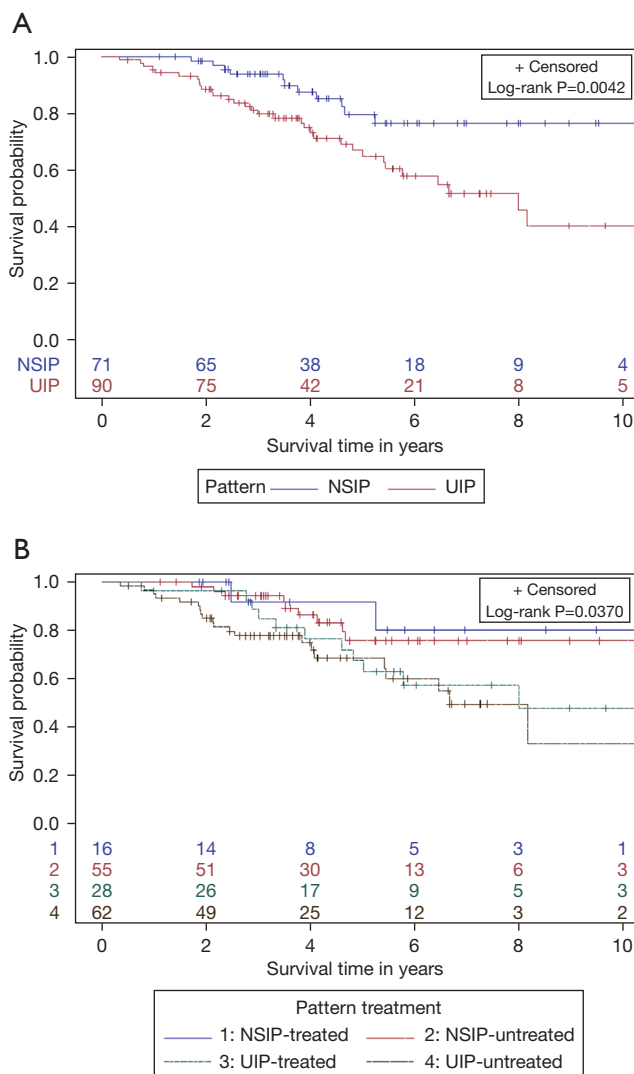 A
1.0
0.8
0.6
0.4
0.2
0.0
Survival probability
+ Censored
Log-rank P=0.0042
NSIP 71 65 38 18 9 4
UIP 90 75 42 21 8 5
0 2 4 6 8 10
Survival time in years
Pattern NSIP UIP
B
1.0
0.8
0.6
0.4
0.2
0.0
Survival probability
+ Censored
Log-rank P=0.0370
1 16 14 8 5 3 1
2 55 51 30 13 6 3
3 28 26 17 9 5 3
4 62 49 25 12 3 2
0 2 4 6 8 10
Survival time in years
Pattern treatment
1: NSIP-treated 2: NSIP-untreated
3: UIP-treated 4: UIP-untreated